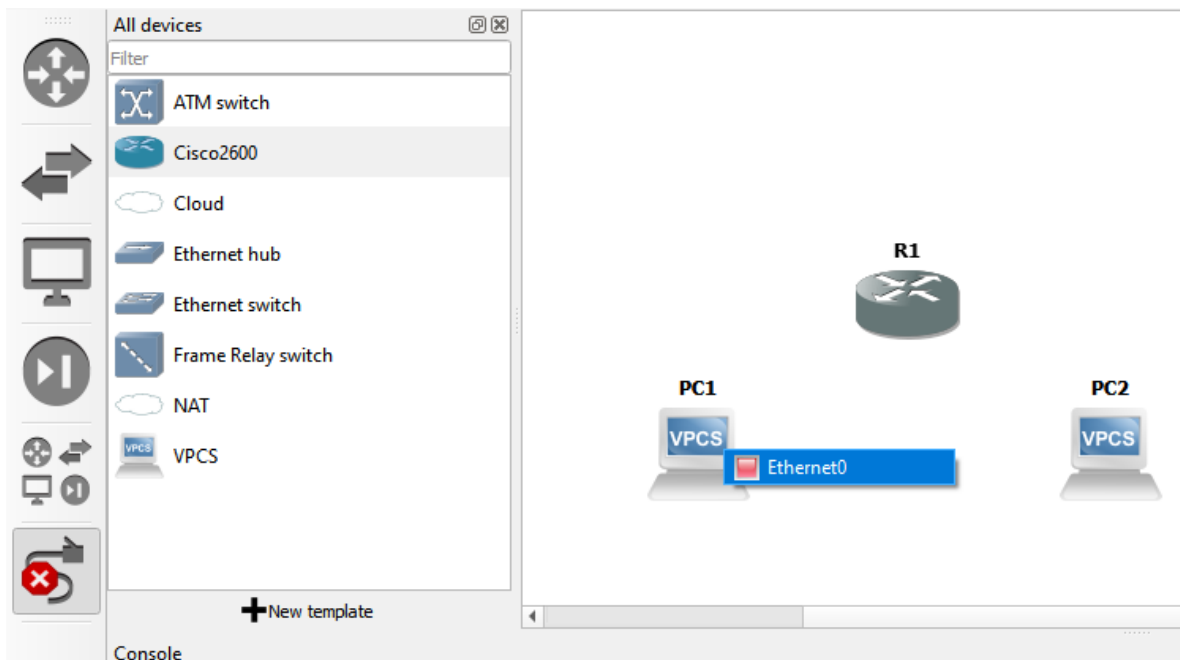 All devices
Filter
ATM switch
Cisco2600
Cloud
Ethernet hub
Ethernet switch
Frame Relay switch
NAT
VPCS
VPCS
New template
Console
R1
PC1
PC2
VPCS
VPCS
Ethernet0